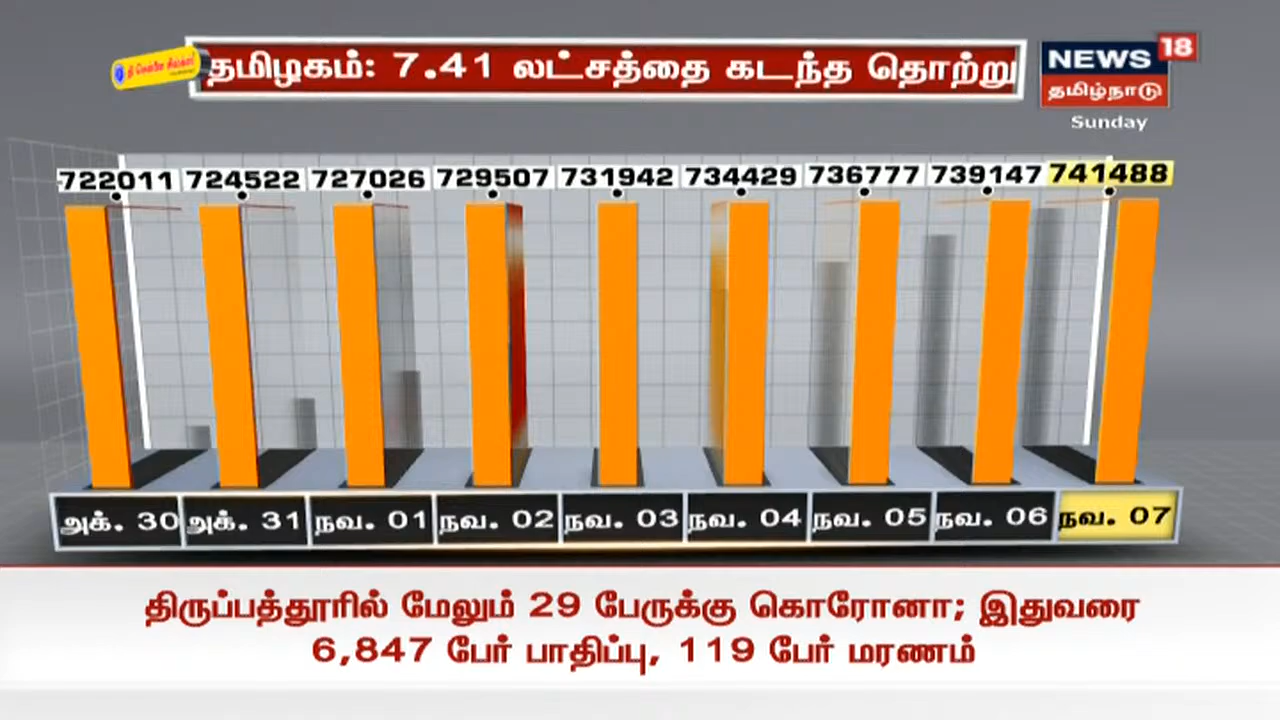 தமிழகம்: 7.41 லட்சத்தை கடந்த தொற்று
NEWS 18
தமிழ்நாடு
Sunday
722011 724522 727026 729507 731942 734429 736777 739147 741488
அக். 30 அக். 31 நவ. 01 நவ. 02 நவ. 03 நவ. 04 நவ. 05 நவ. 06 நவ. 07
திருப்பத்தூரில் மேலும் 29 பேருக்கு கொரோனா; இதுவரை
6,847 பேர் பாதிப்பு, 119 பேர் மரணம்